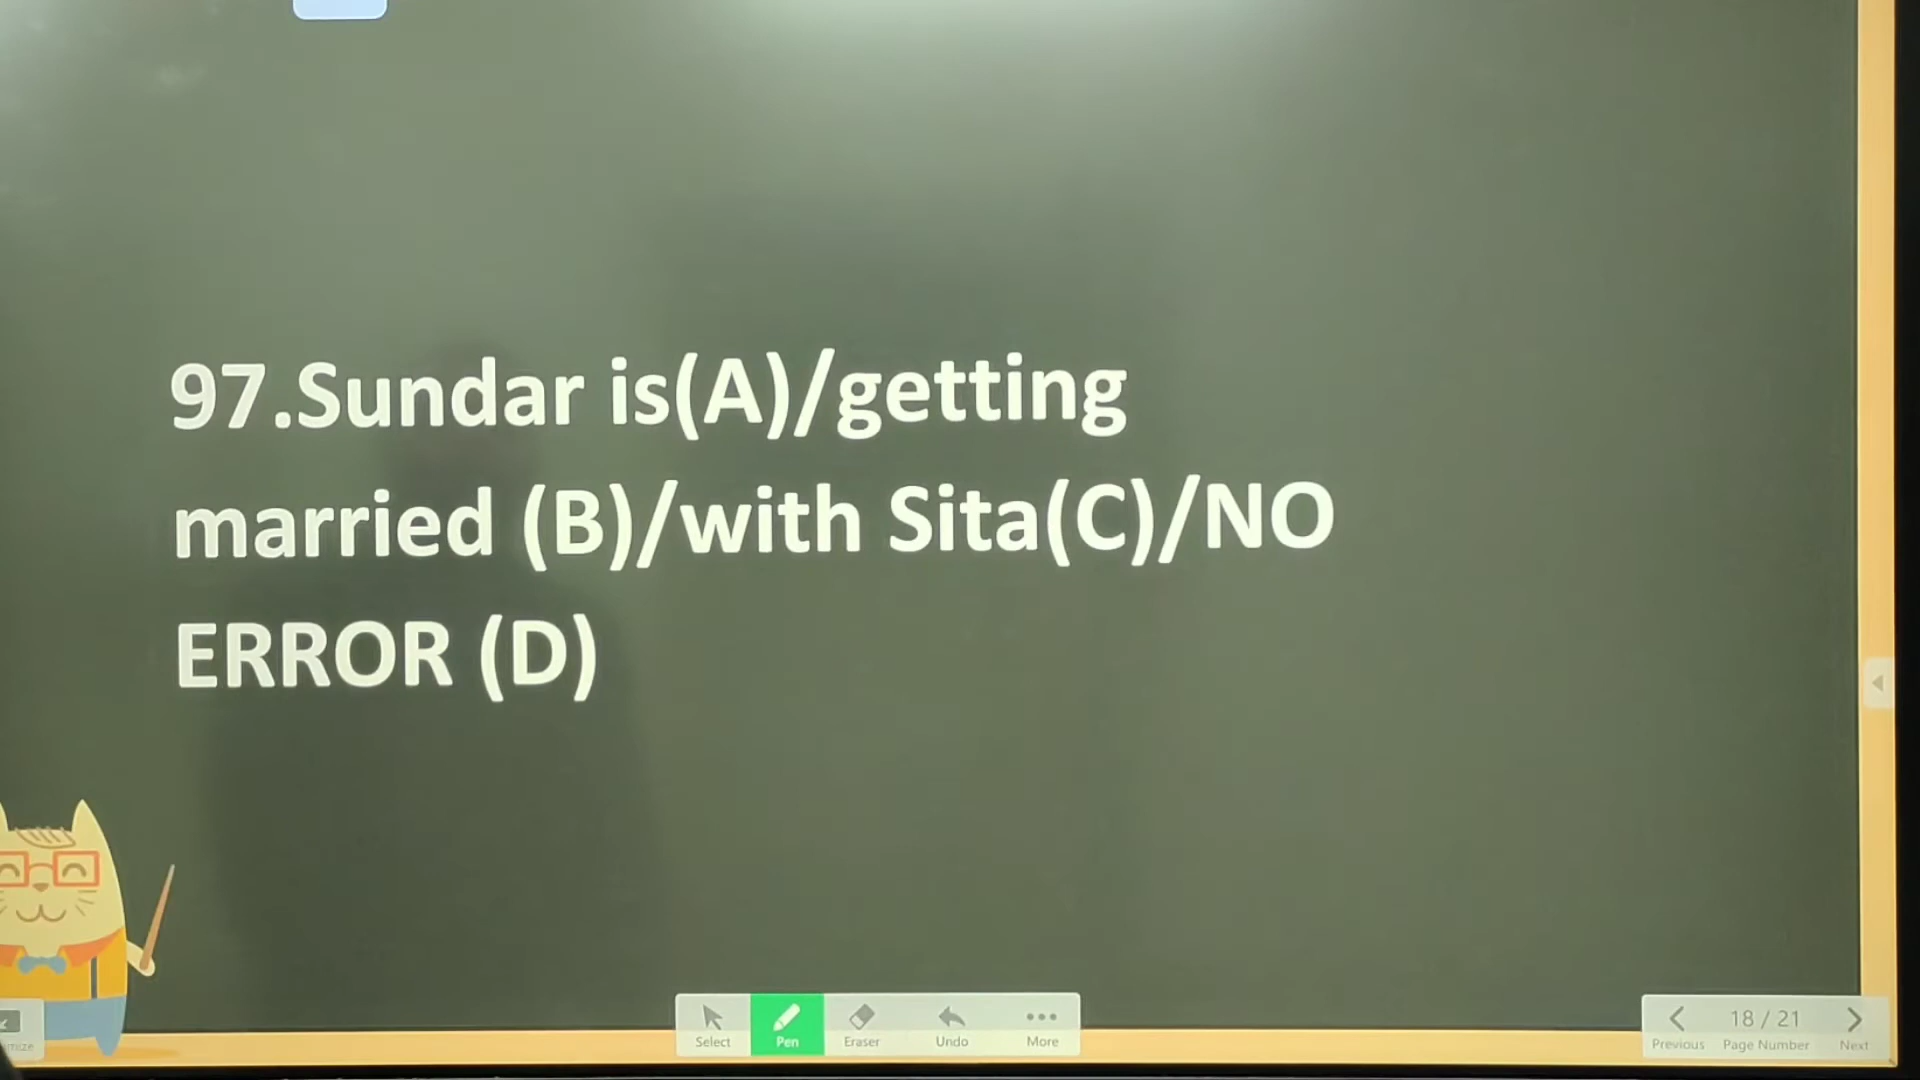 97.Sundar is(A)/getting
married (B)/with Sita(C)/NO
ERROR (D)
Select Pen Eraser Undo More
18 / 21
Previous Page Number Next